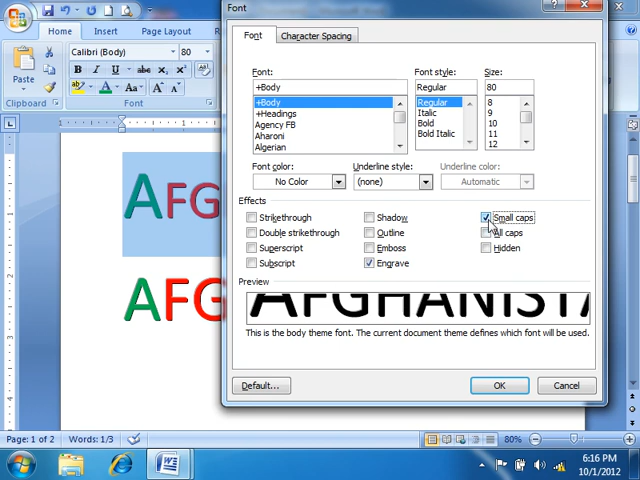 Font
Home
Insert
Page Layout
R
Calibri (Body)
80
Paste
Clipboard
Font
AFG
AFG
Page: 1 of 2
Words: 1/3
Font
Character Spacing
Font:
Font style:
Size:
+Body
Regular
80
+Body
Regular
8
+Headings
Italic
9
Agency FB
Bold
10
Aharoni
Bold Italic
11
Algerian
12
Font color:
Underline style:
Underline color:
No Color
(none)
Automatic
Effects
Strikethrough
Shadow
Small caps
Double strikethrough
Outline
All caps
Superscript
Emboss
Hidden
Subscript
Engrave
Preview
AFGHANISTA
This is the body theme font. The current document theme defines which font will be used.
Default...
OK
Cancel
80%
6:16 PM
10/1/2012